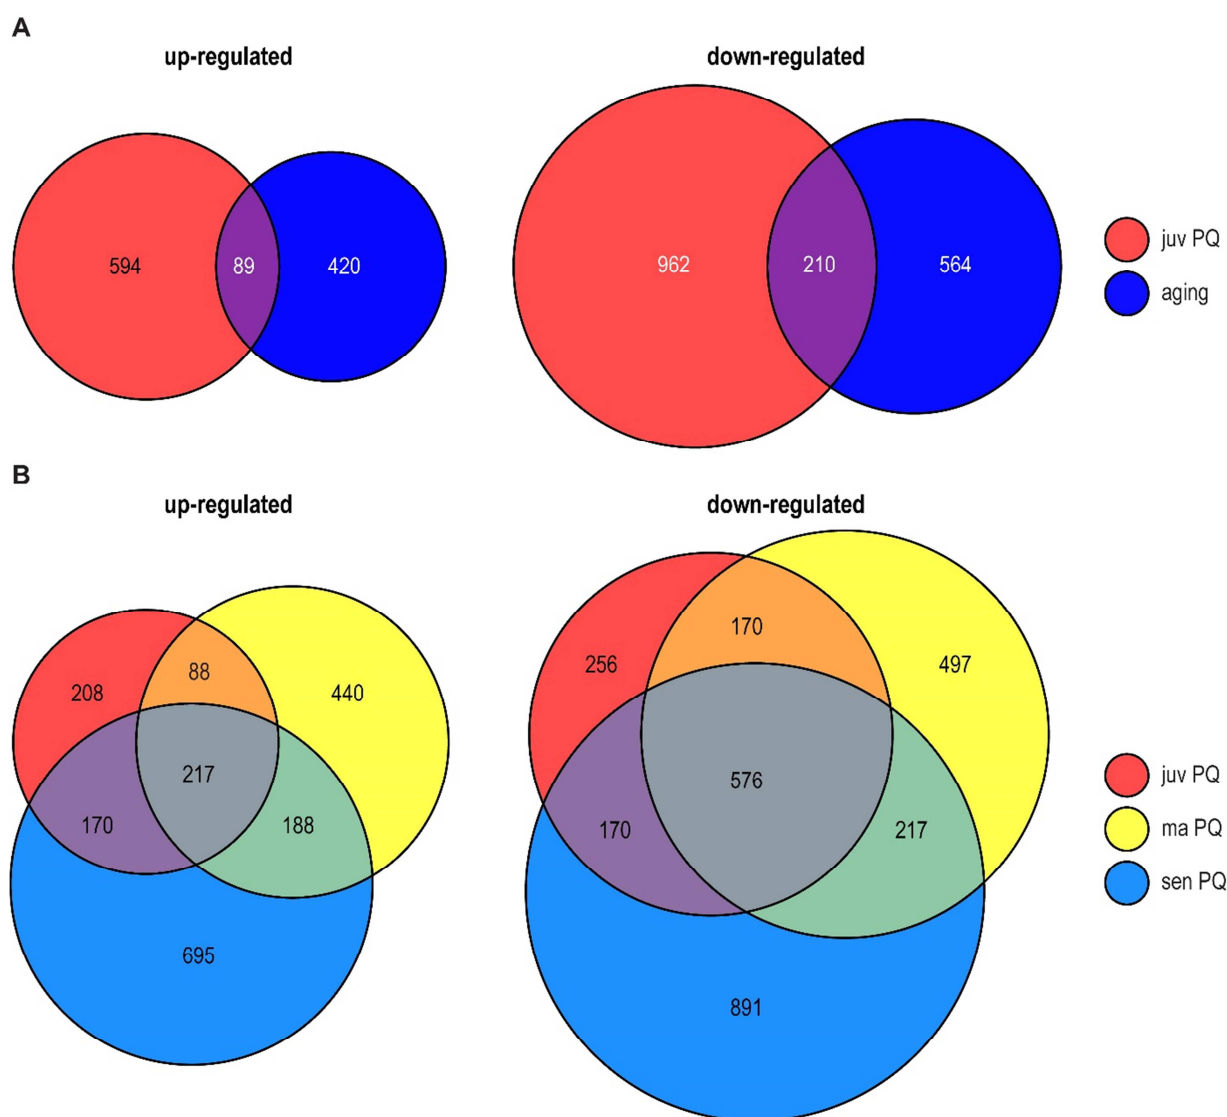 A
up-regulated
down-regulated
594
89
420
962
210
564
juv PQ
aging
B
up-regulated
down-regulated
208
88
440
217
170
188
695
256
170
497
576
170
217
891
juv PQ
ma PQ
sen PQ